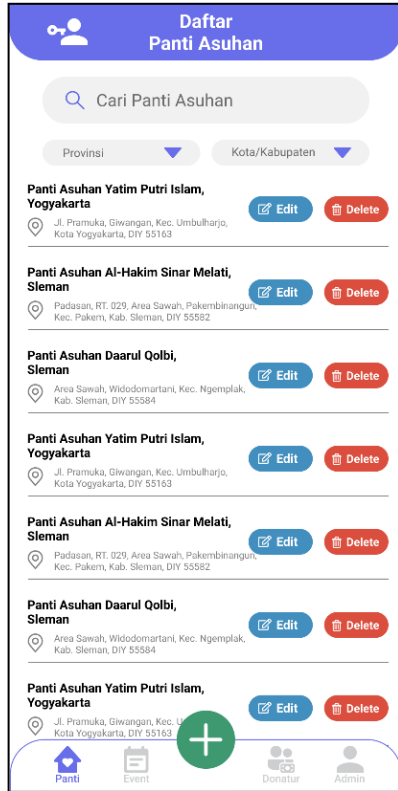 Daftar
Panti Asuhan
Cari Panti Asuhan
Provinsi
Kota/Kabupaten
Panti Asuhan Yatim Putri Islam,
Yogyakarta
Jl. Pramuka, Giwangan, Kec. Umbulharjo,
Kota Yogyakarta, DIY 55163
Edit
Delete
Panti Asuhan Al-Hakim Sinar Melati,
Sleman
Padasan, RT. 029, Area Sawah, Pakembinangun,
Kec. Pakem, Kab. Sleman, DIY 55582
Edit
Delete
Panti Asuhan Daarul Qolbi,
Sleman
Area Sawah, Widodomartani, Kec. Ngemplak,
Kab. Sleman, DIY 55584
Edit
Delete
Panti Asuhan Yatim Putri Islam,
Yogyakarta
Jl. Pramuka, Giwangan, Kec. Umbulharjo,
Kota Yogyakarta, DIY 55163
Edit
Delete
Panti Asuhan Al-Hakim Sinar Melati,
Sleman
Padasan, RT. 029, Area Sawah, Pakembinangun,
Kec. Pakem, Kab. Sleman, DIY 55582
Edit
Delete
Panti Asuhan Daarul Qolbi,
Sleman
Area Sawah, Widodomartani, Kec. Ngemplak,
Kab. Sleman, DIY 55584
Edit
Delete
Panti Asuhan Yatim Putri Islam,
Yogyakarta
Jl. Pramuka, Giwangan, Kec.
Kota Yogyakarta, DIY 55163
Edit
Delete
Panti
Event
Donatur
Admin